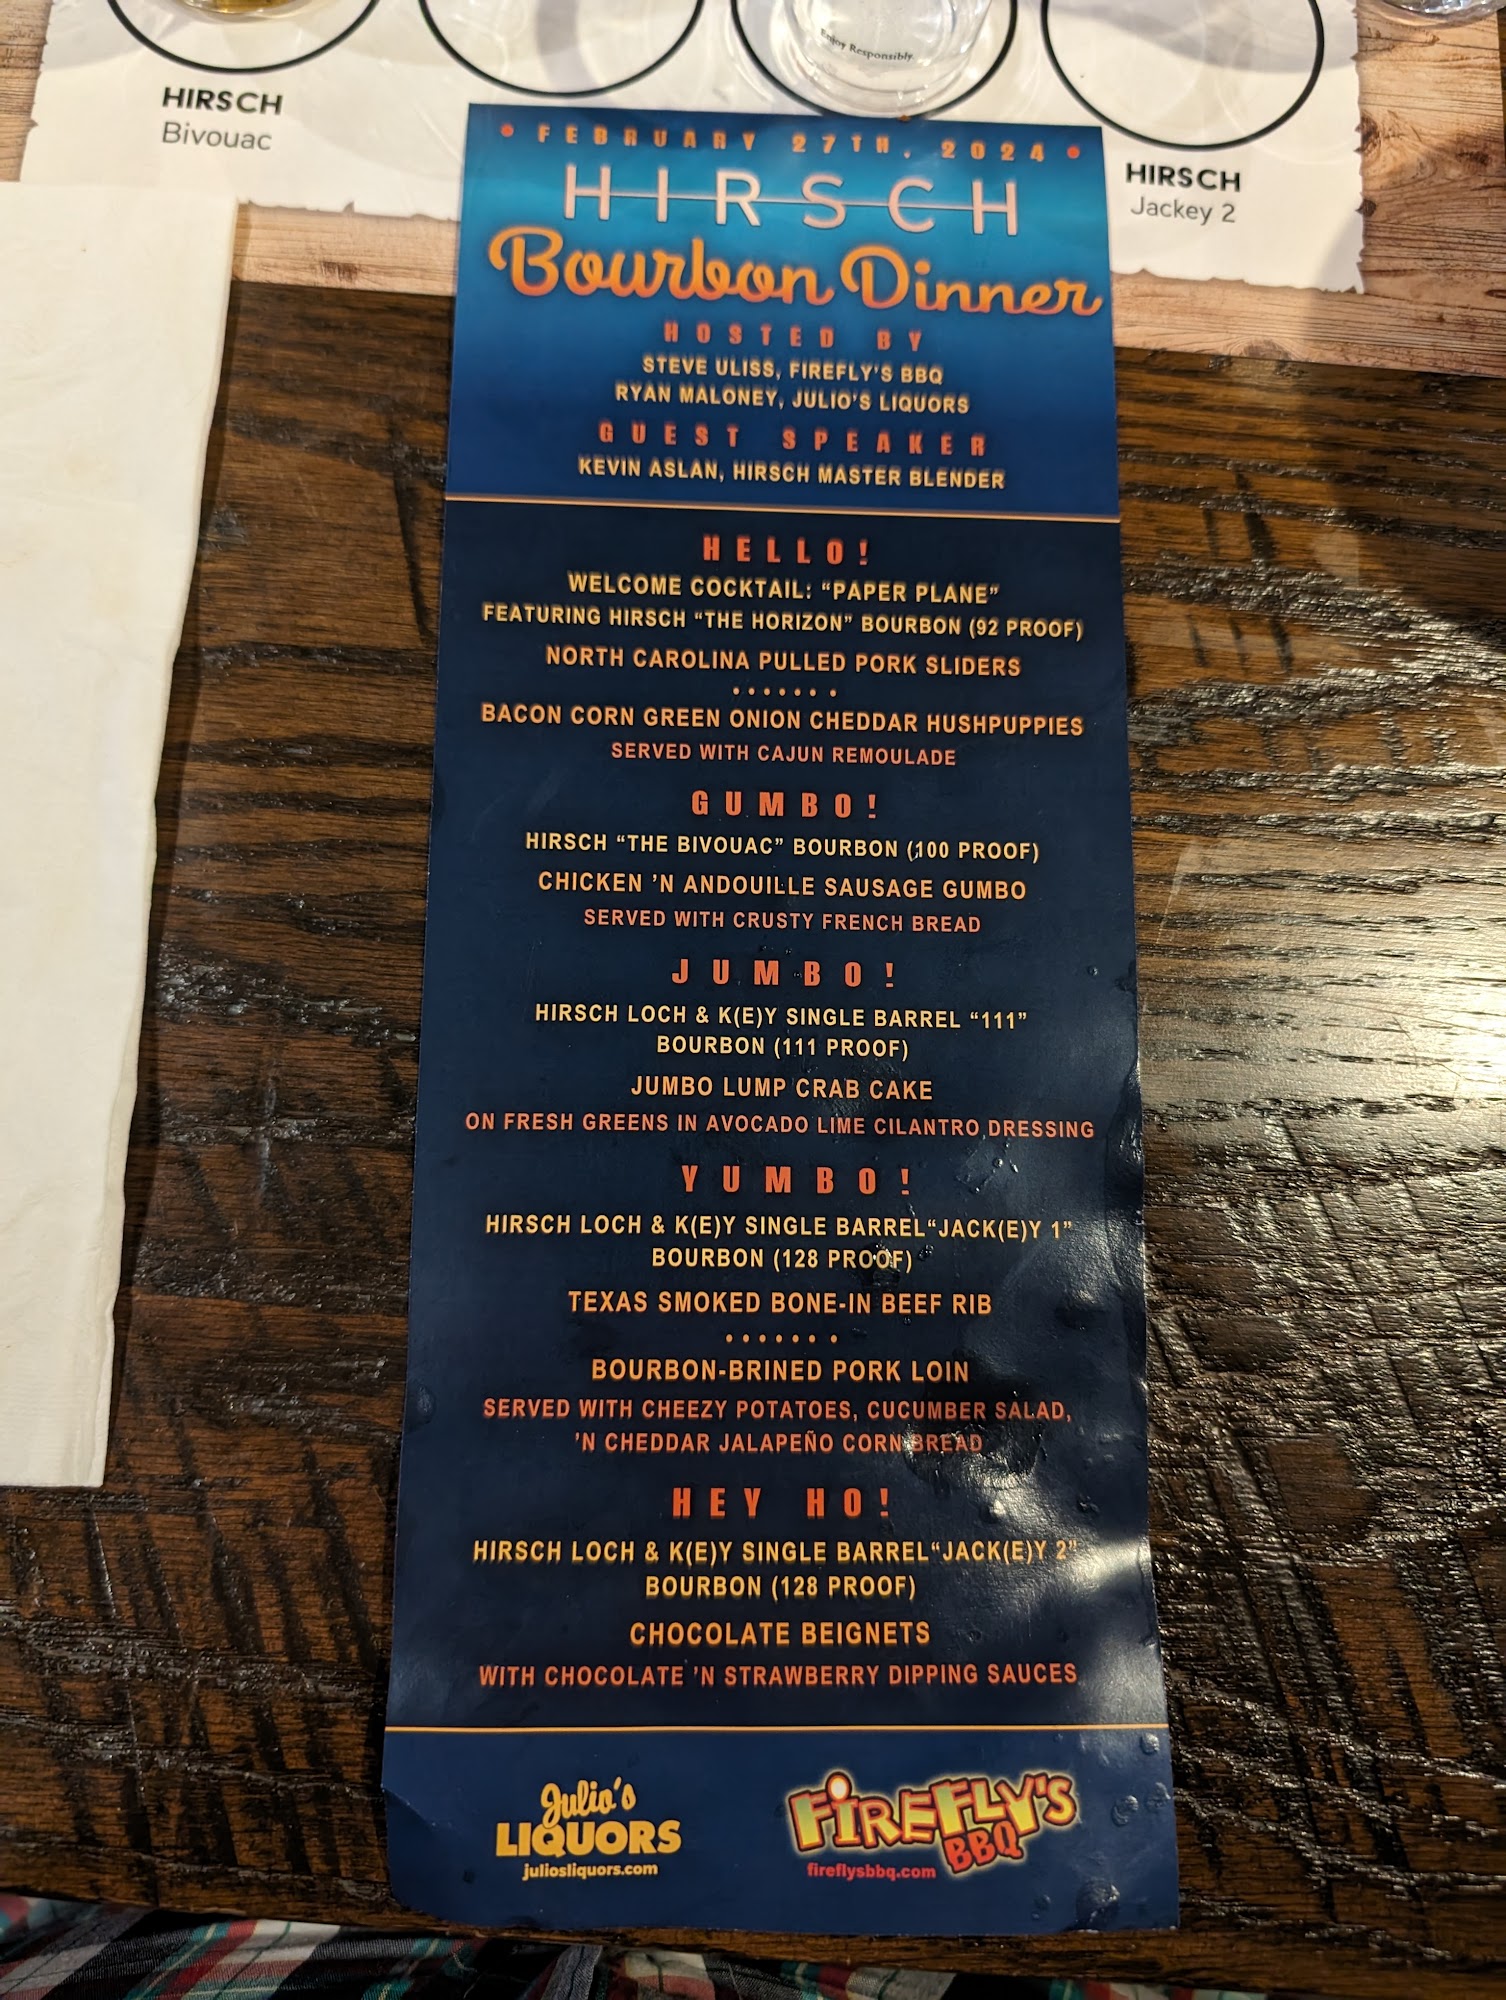 Enjoy Responsibly.
HIRSCH
Bivouac
HIRSCH
Jackey 2
• FEBRUARY 27TH, 2024 •
HIRSCH
Bourbon Dinner
HOSTED BY
STEVE ULISS, FIREFLY'S BBQ
RYAN MALONEY, JULIO'S LIQUORS
GUEST SPEAKER
KEVIN ASLAN, HIRSCH MASTER BLENDER
HELLO!
WELCOME COCKTAIL: “PAPER PLANE”
FEATURING HIRSCH “THE HORIZON” BOURBON (92 PROOF)
NORTH CAROLINA PULLED PORK SLIDERS
•••••••
BACON CORN GREEN ONION CHEDDAR HUSHPUPPIES
SERVED WITH CAJUN REMOULADE
GUMBO!
HIRSCH “THE BIVOUAC” BOURBON (100 PROOF)
CHICKEN ’N ANDOUILLE SAUSAGE GUMBO
SERVED WITH CRUSTY FRENCH BREAD
JUMBO!
HIRSCH LOCH & K(E)Y SINGLE BARREL “111”
BOURBON (111 PROOF)
JUMBO LUMP CRAB CAKE
ON FRESH GREENS IN AVOCADO LIME CILANTRO DRESSING
YUMBO!
HIRSCH LOCH & K(E)Y SINGLE BARREL“JACK(E)Y 1”
BOURBON (128 PROOF)
TEXAS SMOKED BONE-IN BEEF RIB
•••••••
BOURBON-BRINED PORK LOIN
SERVED WITH CHEEZY POTATOES, CUCUMBER SALAD,
’N CHEDDAR JALAPEÑO CORN BREAD
HEY HO!
HIRSCH LOCH & K(E)Y SINGLE BARREL“JACK(E)Y 2”
BOURBON (128 PROOF)
CHOCOLATE BEIGNETS
WITH CHOCOLATE ’N STRAWBERRY DIPPING SAUCES
Julio's
LIQUORS
juliosliquors.com
FIREFLY'S
BBQ
fireflysbbq.com